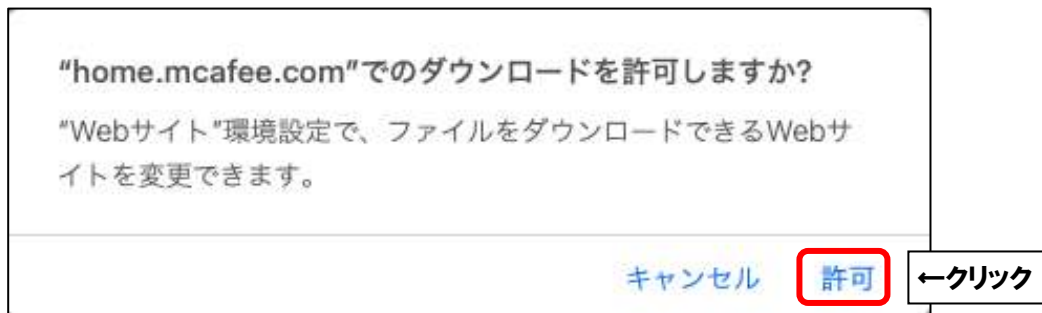 “home.mcafee.com”でのダウンロードを許可しますか?
“Webサイト”環境設定で、ファイルをダウンロードできるWebサ
イトを変更できます。
キャンセル 許可 ←クリック